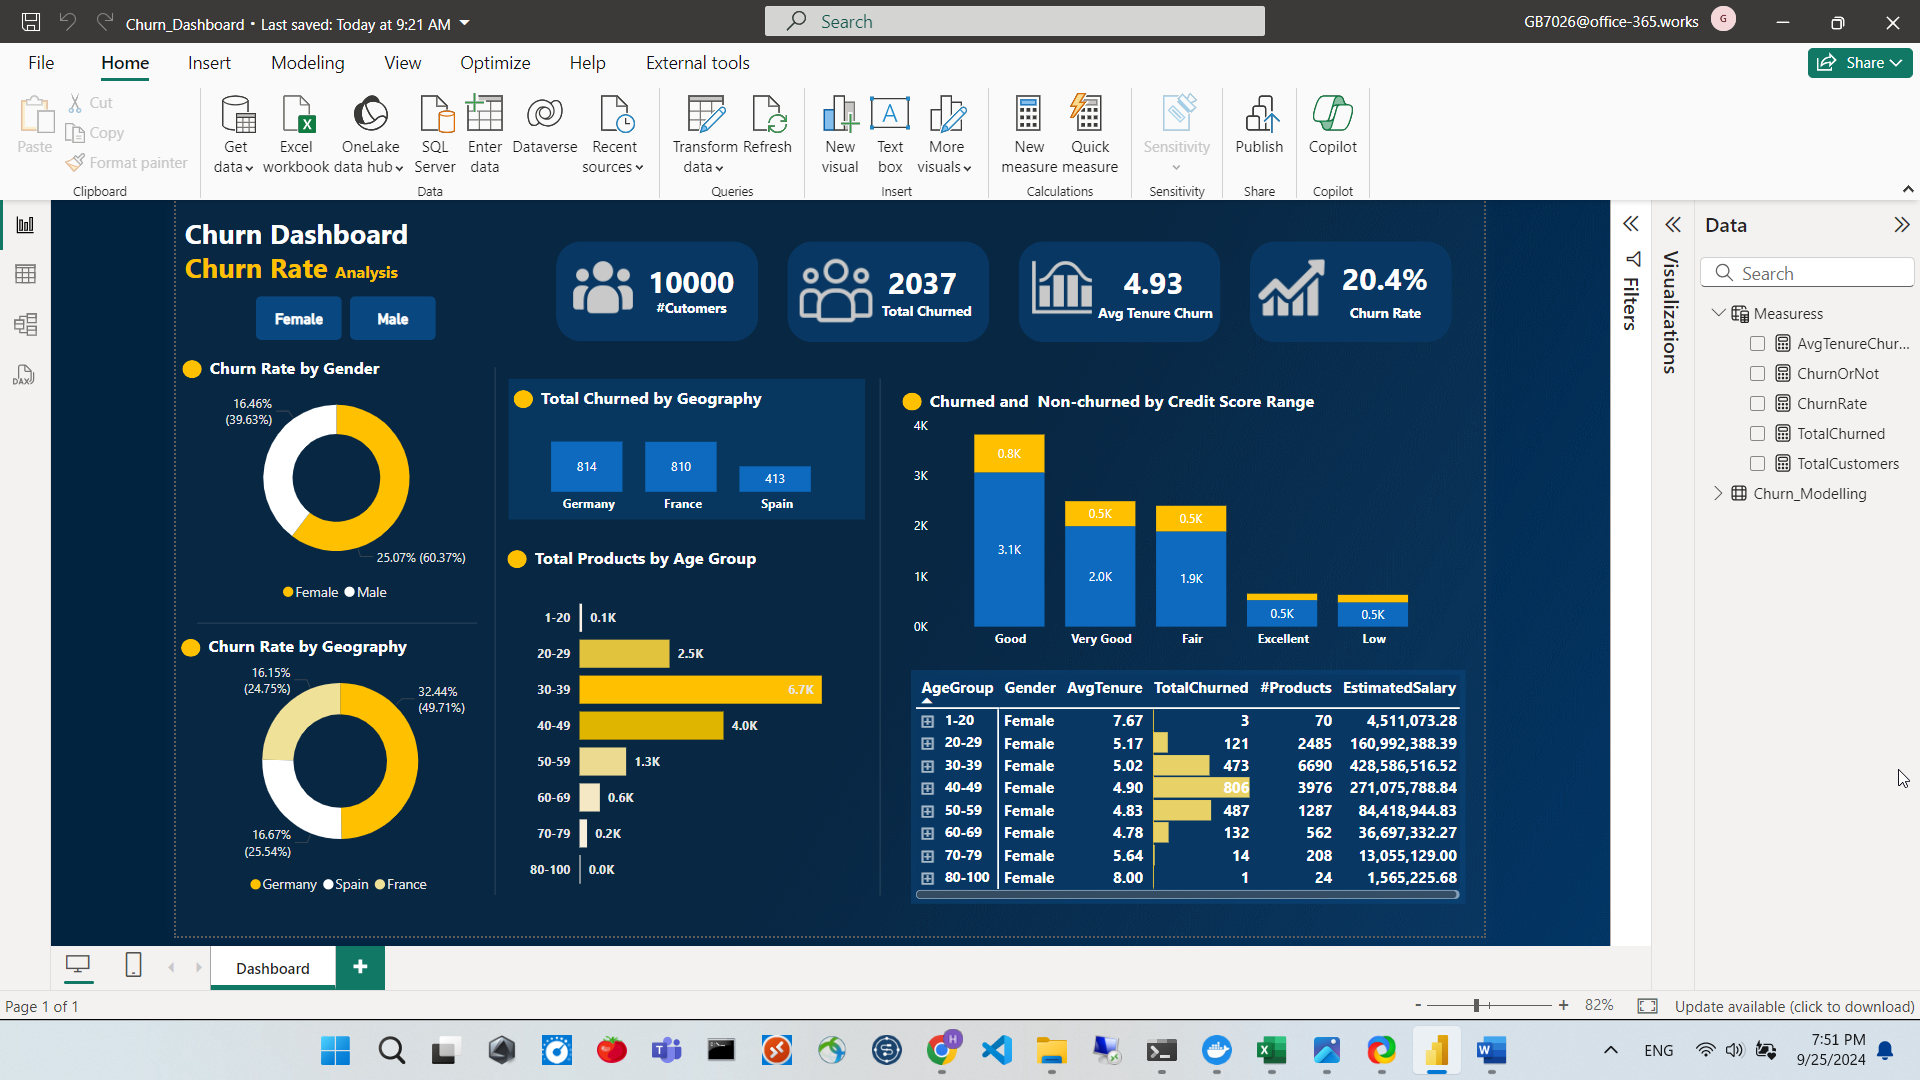 Churn_Dashboard • Last saved: Today at 9:21 AM
Search
GB7026@office-365.works
G
File
Home
Insert
Modeling
View
Optimize
Help
External tools
Share
Paste
Cut
Copy
Format painter
Clipboard
Get data
Excel workbook
OneLake data hub
SQL Server
Enter data
Dataverse
Recent sources
Data
Transform data
Refresh
Queries
New visual
Text box
More visuals
Insert
New measure
Quick measure
Calculations
Sensitivity
Sensitivity
Publish
Share
Copilot
Copilot
Churn Dashboard
Churn Rate Analysis
Female
Male
10000
#Cutomers
2037
Total Churned
4.93
Avg Tenure Churn
20.4%
Churn Rate
Churn Rate by Gender
16.46%
(39.63%)
25.07% (60.37%)
Female Male
Churn Rate by Geography
16.15%
(24.75%)
32.44%
(49.71%)
16.67%
(25.54%)
Germany Spain France
Total Churned by Geography
814
810
413
Germany
France
Spain
Total Products by Age Group
1-20 0.1K
20-29 2.5K
30-39 6.7K
40-49 4.0K
50-59 1.3K
60-69 0.6K
70-79 0.2K
80-100 0.0K
Churned and Non-churned by Credit Score Range
4K
3K
2K
1K
0K
0.8K
3.1K
0.5K
2.0K
0.5K
1.9K
0.5K
0.5K
Good
Very Good
Fair
Excellent
Low
AgeGroup Gender AvgTenure TotalChurned #Products EstimatedSalary
1-20 Female 7.67 3 70 4,511,073.28
20-29 Female 5.17 121 2485 160,992,388.39
30-39 Female 5.02 473 6690 428,586,516.52
40-49 Female 4.90 806 3976 271,075,788.84
50-59 Female 4.83 487 1287 84,418,944.83
60-69 Female 4.78 132 562 36,697,332.27
70-79 Female 5.64 14 208 13,055,129.00
80-100 Female 8.00 1 24 1,565,225.68
Filters
Visualizations
Data
Search
Measuress
AvgTenureChur...
ChurnOrNot
ChurnRate
TotalChurned
TotalCustomers
Churn_Modelling
DAX
Dashboard
Page 1 of 1
- + 82%
Update available (click to download)
H
ENG
7:51 PM
9/25/2024